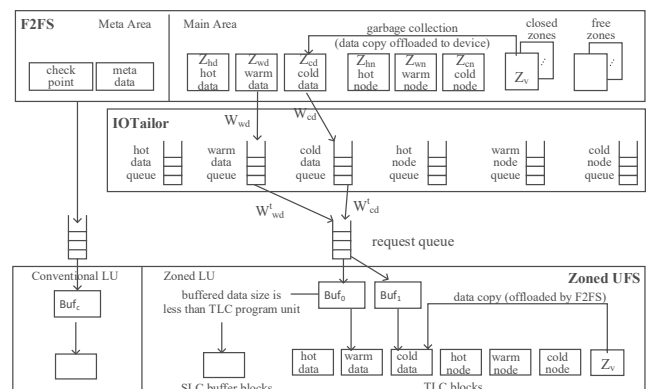 F2FS
Meta Area
Main Area
garbage collection
(data copy offloaded to device)
closed
zones
free
zones
check
point
meta
data
Z_hd
hot
data
Z_wd
warm
data
Z_cd
cold
data
Z_hn
hot
node
Z_wn
warm
node
Z_cn
cold
node
Z_v
W_wd
W_cd
IOTailor
hot
data
queue
warm
data
queue
cold
data
queue
hot
node
queue
warm
node
queue
cold
node
queue
W^t_wd
W^t_cd
request queue
Conventional LU
Zoned LU
Zoned UFS
Buf_c
buffered data size is
less than TLC program unit
Buf_0
Buf_1
data copy (offloaded by F2FS)
hot
data
warm
data
cold
data
hot
node
warm
node
cold
node
Z_v
SLC buffer blocks
TLC blocks